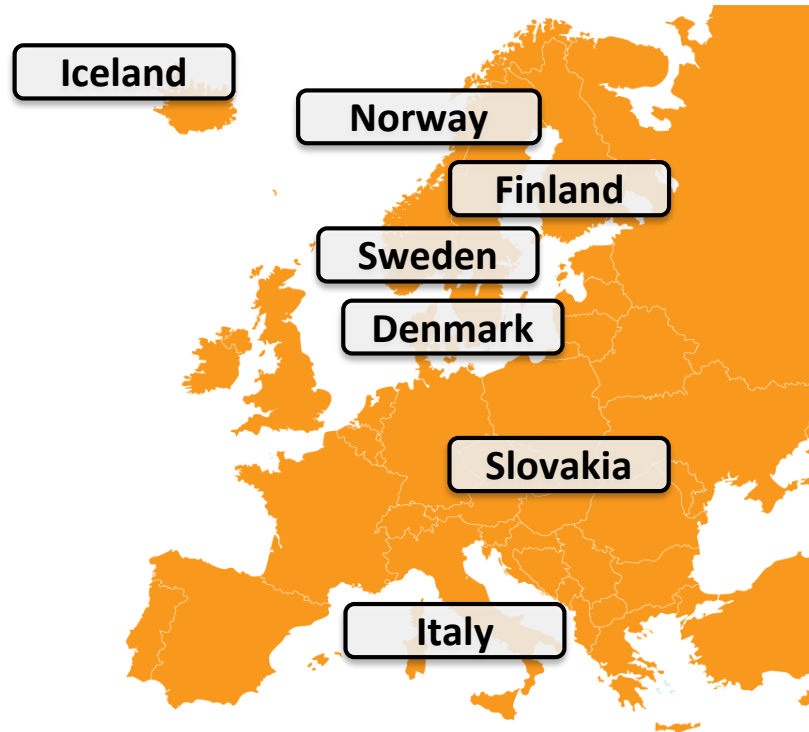 Iceland
Norway
Finland
Sweden
Denmark
Slovakia
Italy